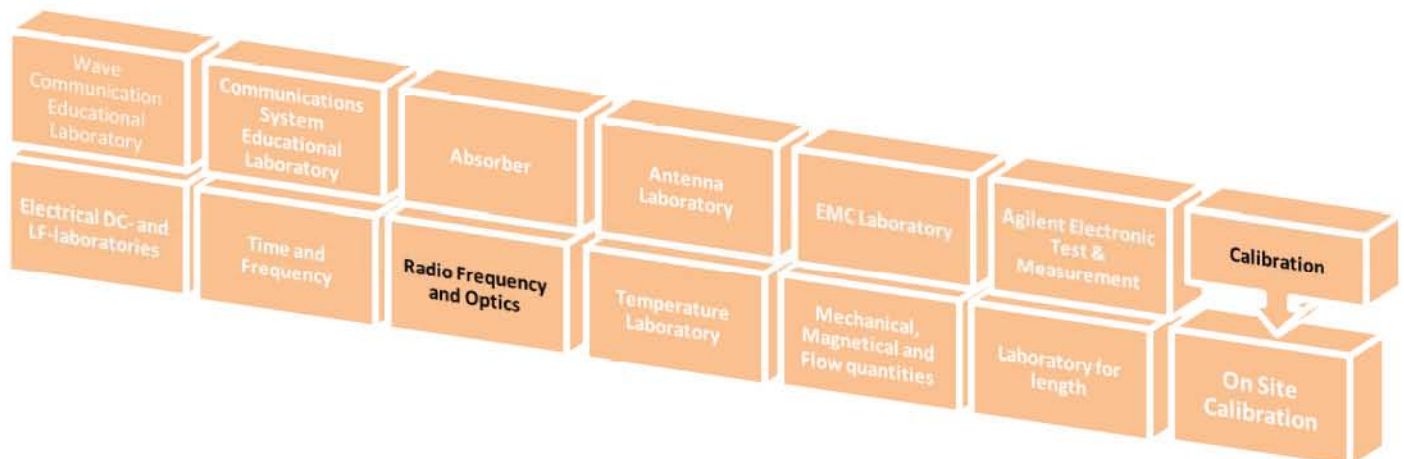 Wave
Communication
Educational
Laboratory
Communications
System
Educational
Laboratory
Absorber
Antenna
Laboratory
EMC Laboratory
Agilent Electronic
Test &
Measurement
Calibration
Electrical DC- and
LF-laboratories
Time and
Frequency
Radio Frequency
and Optics
Temperature
Laboratory
Mechanical,
Magnetical and
Flow quantities
Laboratory for
length
On Site
Calibration